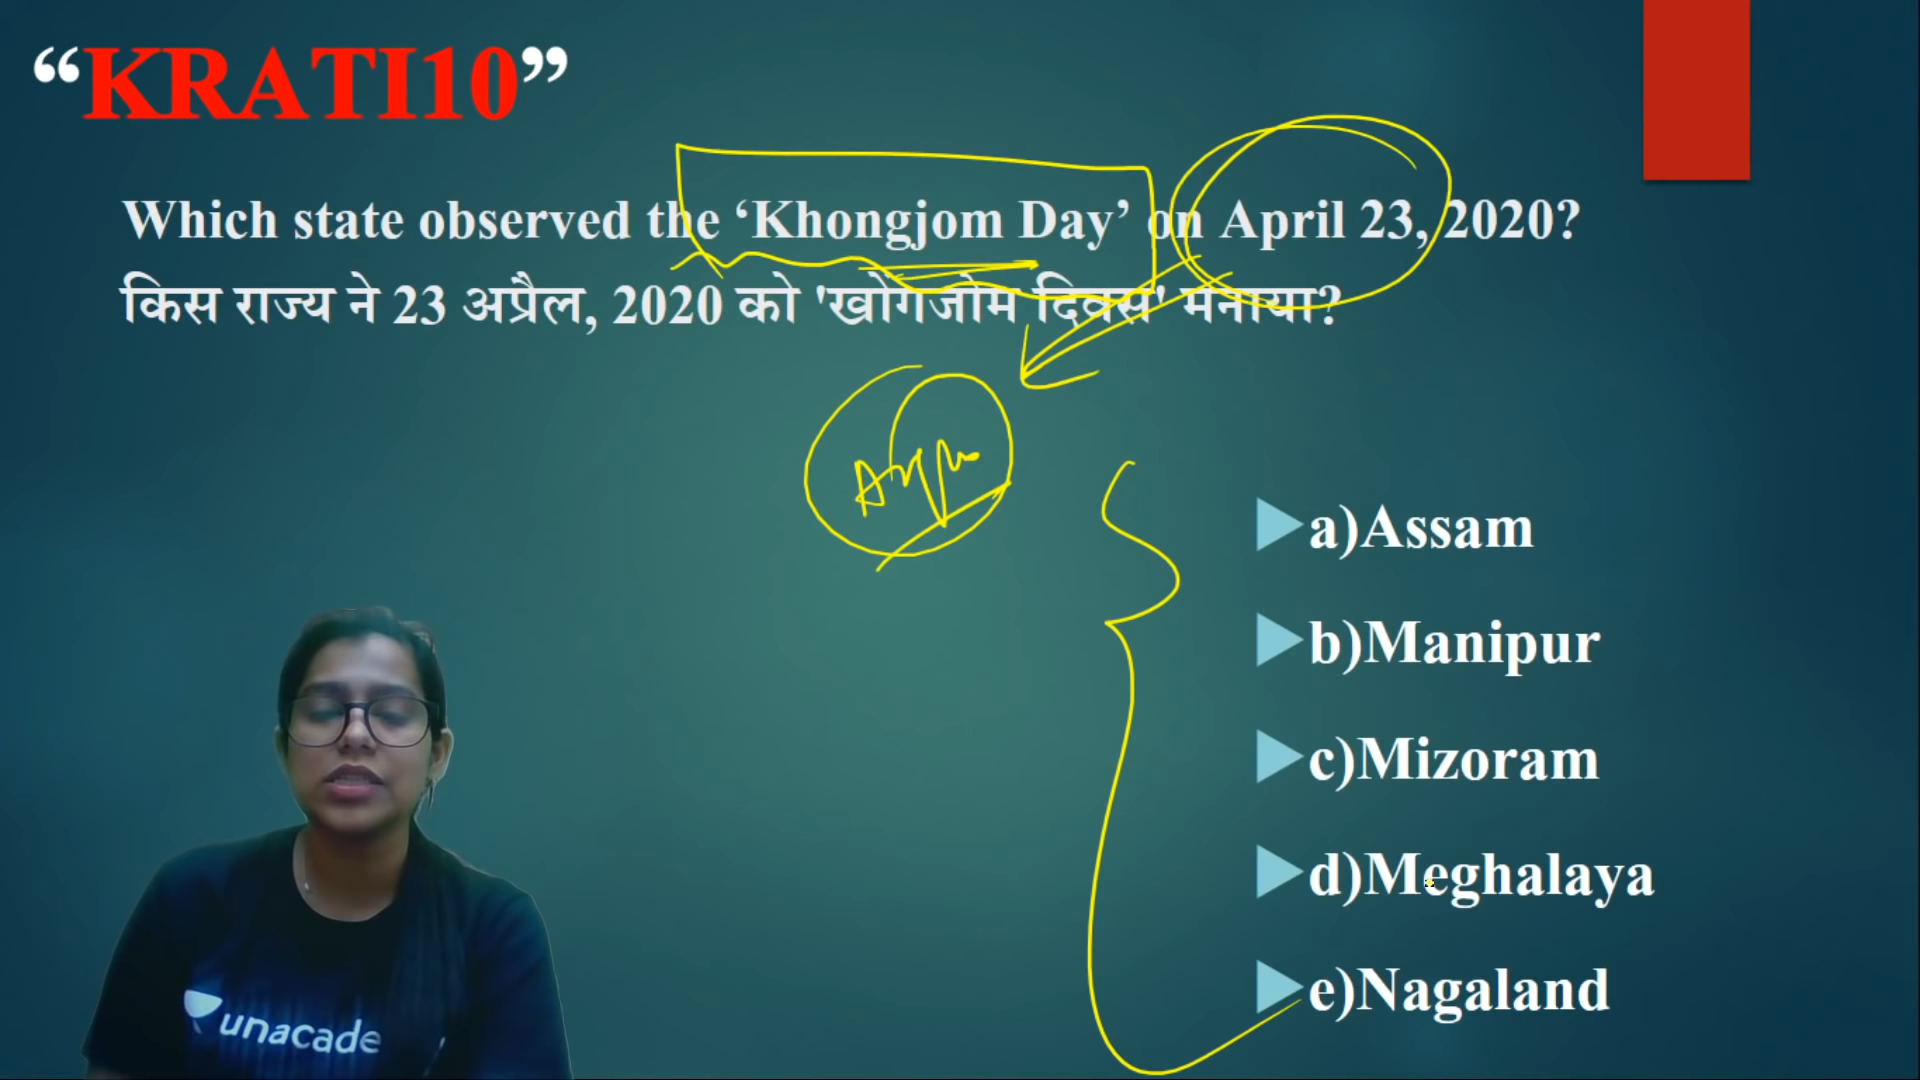 “KRATI10”
Which state observed the ‘Khongjom Day’ on April 23, 2020?
किस राज्य ने 23 अप्रैल, 2020 को 'खोंगजोम दिवस' मनाया?
a)Assam
b)Manipur
c)Mizoram
d)Meghalaya
e)Nagaland
unacade